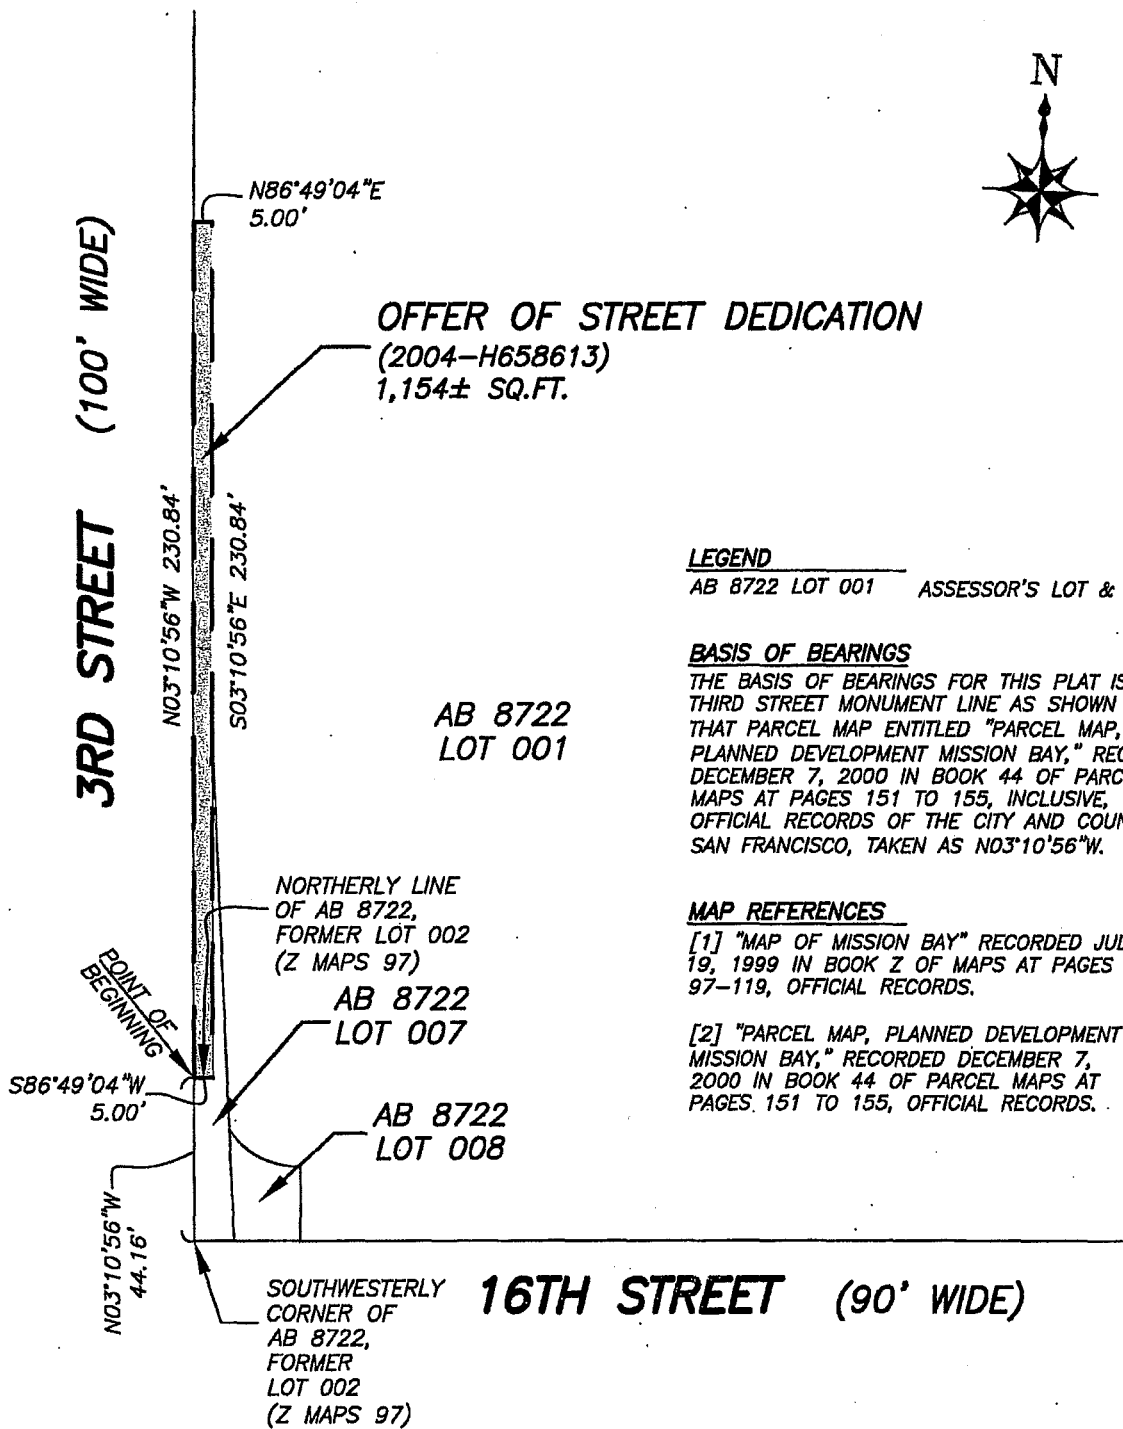 N
N86°49'04"E
5.00'
3RD STREET (100' WIDE)
OFFER OF STREET DEDICATION
(2004-H658613)
1,154± SQ.FT.
N03°10'56"W 230.84'
S03°10'56"E 230.84'
LEGEND
AB 8722 LOT 001 ASSESSOR'S LOT &
BASIS OF BEARINGS
THE BASIS OF BEARINGS FOR THIS PLAT IS
THIRD STREET MONUMENT LINE AS SHOWN
THAT PARCEL MAP ENTITLED "PARCEL MAP,
PLANNED DEVELOPMENT MISSION BAY," REC
DECEMBER 7, 2000 IN BOOK 44 OF PARC
MAPS AT PAGES 151 TO 155, INCLUSIVE,
OFFICIAL RECORDS OF THE CITY AND COUN
SAN FRANCISCO, TAKEN AS N03°10'56"W.
AB 8722
LOT 001
NORTHERLY LINE
OF AB 8722,
FORMER LOT 002
(Z MAPS 97)
MAP REFERENCES
[1] "MAP OF MISSION BAY" RECORDED JUL
19, 1999 IN BOOK Z OF MAPS AT PAGES
97-119, OFFICIAL RECORDS.
[2] "PARCEL MAP, PLANNED DEVELOPMENT
MISSION BAY," RECORDED DECEMBER 7,
2000 IN BOOK 44 OF PARCEL MAPS AT
PAGES 151 TO 155, OFFICIAL RECORDS.
POINT OF
BEGINNING
AB 8722
LOT 007
S86°49'04"W
5.00'
AB 8722
LOT 008
N03°10'56"W
44.16'
SOUTHWESTERLY
CORNER OF
AB 8722,
FORMER
LOT 002
(Z MAPS 97)
16TH STREET (90' WIDE)